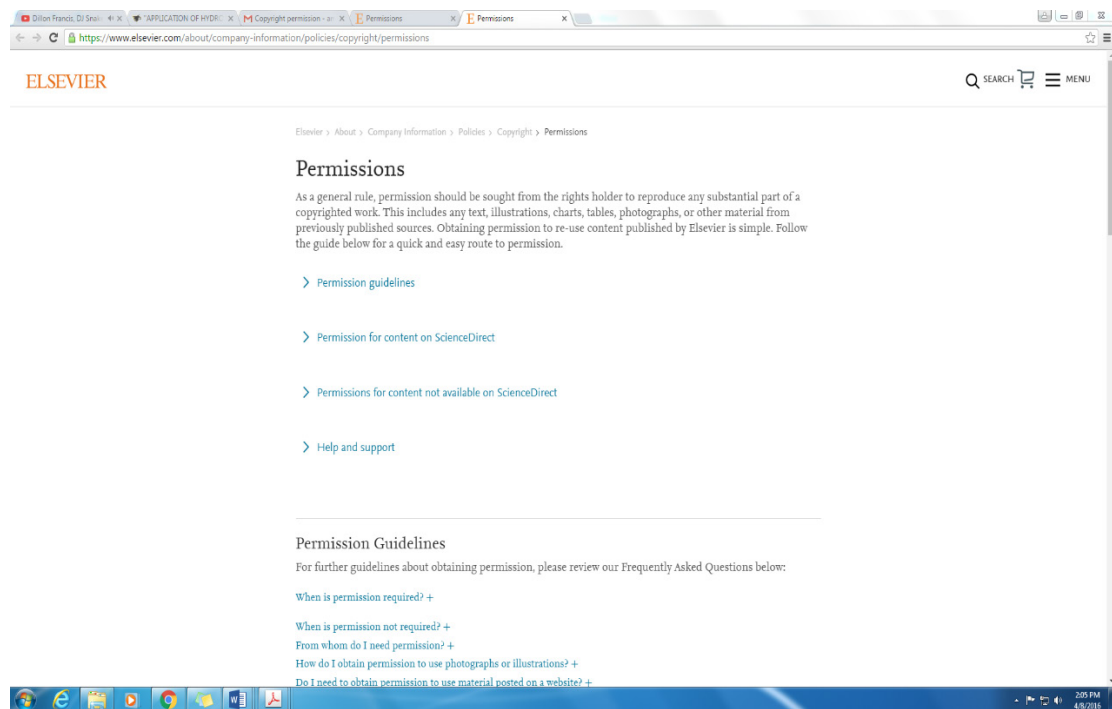 Dillon Francis, DJ Snak
"APPLICATION OF HYDR
Copyright permission - ar
Permissions
Permissions
https://www.elsevier.com/about/company-information/policies/copyright/permissions
ELSEVIER
SEARCH
MENU
Elsevier > About > Company Information > Policies > Copyright > Permissions
Permissions
As a general rule, permission should be sought from the rights holder to reproduce any substantial part of a
copyrighted work. This includes any text, illustrations, charts, tables, photographs, or other material from
previously published sources. Obtaining permission to re-use content published by Elsevier is simple. Follow
the guide below for a quick and easy route to permission.
> Permission guidelines
> Permission for content on ScienceDirect
> Permissions for content not available on ScienceDirect
> Help and support
Permission Guidelines
For further guidelines about obtaining permission, please review our Frequently Asked Questions below:
When is permission required? +
When is permission not required? +
From whom do I need permission? +
How do I obtain permission to use photographs or illustrations? +
Do I need to obtain permission to use material posted on a website? +
2:05 PM
4/8/2016